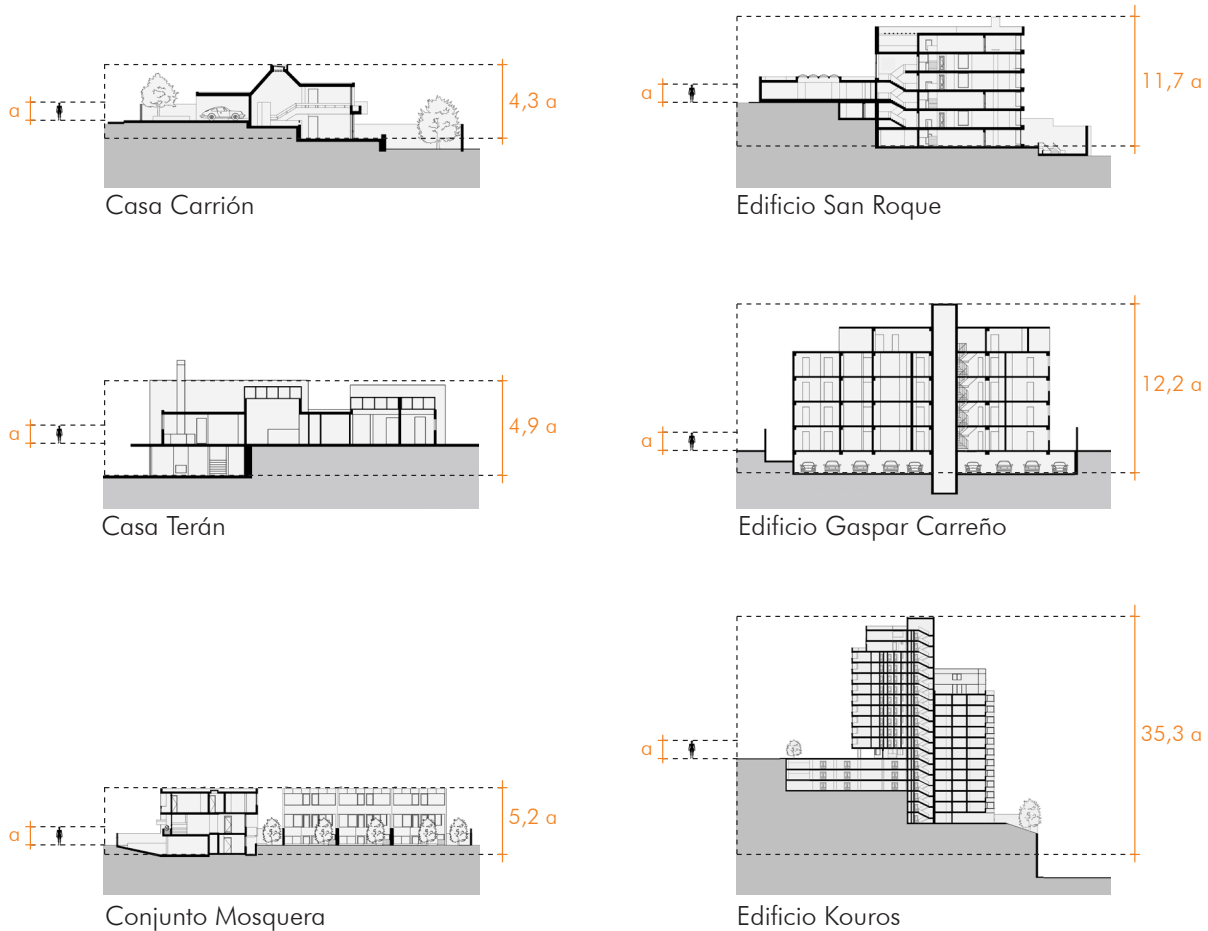 a
4,3 a
Casa Carrión
a
11,7 a
Edificio San Roque
a
4,9 a
Casa Terán
a
12,2 a
Edificio Gaspar Carreño
a
5,2 a
Conjunto Mosquera
a
35,3 a
Edificio Kouros